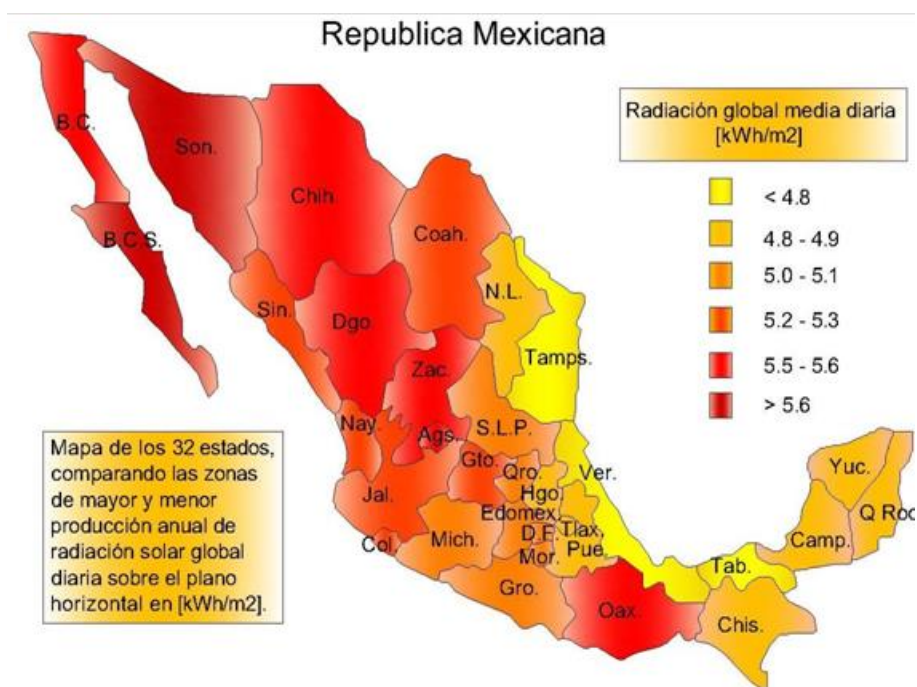 Republica Mexicana
Radiación global media diaria
[kWh/m2]
< 4.8
4.8 - 4.9
5.0 - 5.1
5.2 - 5.3
5.5 - 5.6
> 5.6
B.C.
Son.
Chih.
B.C.S.
Coah.
N.L.
Sin.
Dgo.
Tamps.
Zac.
Nay.
Ags.
S.L.P.
Gto.
Qro.
Ver.
Hgo.
Jal.
Edomex.
D.F.
Tlax.
Col.
Mich.
Mor.
Pue.
Gro.
Oax.
Tab.
Chis.
Yuc.
Q Roo
Camp.
Mapa de los 32 estados,
comparando las zonas
de mayor y menor
producción anual de
radiación solar global
diaria sobre el plano
horizontal en [kWh/m2].